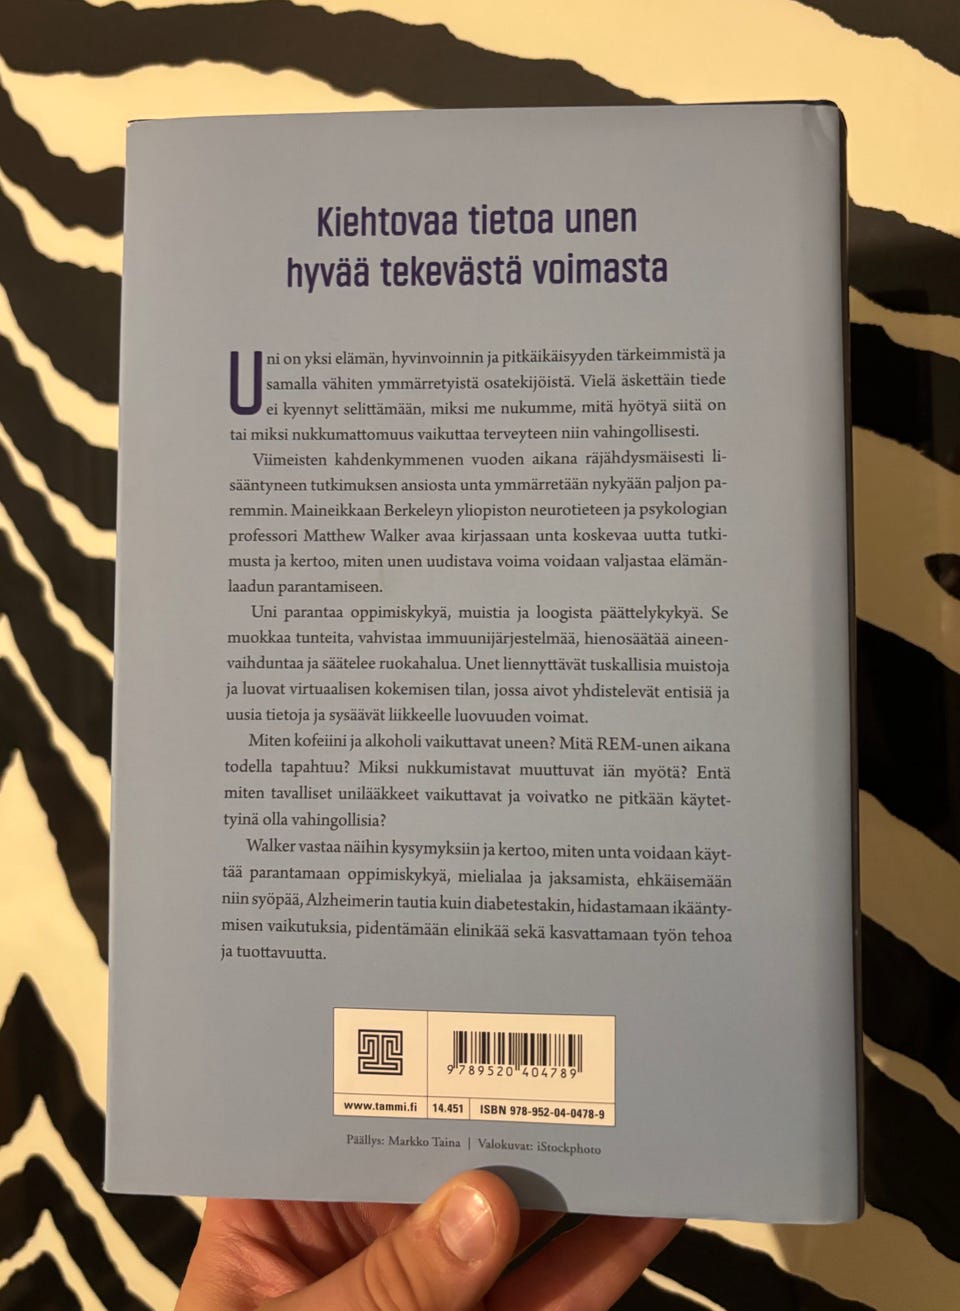 Kiehtovaa tietoa unen
hyvää tekevästä voimasta
Uni on yksi elämän, hyvinvoinnin ja pitkäikäisyyden tärkeimmistä ja
samalla vähiten ymmärretyistä osatekijöistä. Vielä äskettäin tiede
ei kyennyt selittämään, miksi me nukumme, mitä hyötyä siitä on
tai miksi nukkumattomuus vaikuttaa terveyteen niin vahingollisesti.
Viimeisten kahdenkymmenen vuoden aikana räjähdysmäisesti li-
sääntyneen tutkimuksen ansiosta unta ymmärretään nykyään paljon pa-
remmin. Maineikkaan Berkeleyn yliopiston neurotieteen ja psykologian
professori Matthew Walker avaa kirjassaan unta koskevaa uutta tutki-
musta ja kertoo, miten unen uudistava voima voidaan valjastaa elämän-
laadun parantamiseen.
Uni parantaa oppimiskykyä, muistia ja loogista päättelykykyä. Se
muokkaa tunteita, vahvistaa immuunijärjestelmää, hienosäätää aineen-
vaihduntaa ja säätelee ruokahalua. Unet liennyttävät tuskallisia muistoja
ja luovat virtuaalisen kokemisen tilan, jossa aivot yhdistelevät entisiä ja
uusia tietoja ja sysäävät liikkeelle luovuuden voimat.
Miten kofeiini ja alkoholi vaikuttavat uneen? Mitä REM-unen aikana
todella tapahtuu? Miksi nukkumistavat muuttuvat iän myötä? Entä
miten tavalliset unilääkkeet vaikuttavat ja voivatko ne pitkään käytet-
tyinä olla vahingollisia?
Walker vastaa näihin kysymyksiin ja kertoo, miten unta voidaan käyt-
tää parantamaan oppimiskykyä, mielialaa ja jaksamista, ehkäisemään
niin syöpää, Alzheimerin tautia kuin diabetestakin, hidastamaan ikäänty-
misen vaikutuksia, pidentämään elinikää sekä kasvattamaan työn tehoa
ja tuottavuutta.
9 789520 404789
www.tammi.fi 14.451 ISBN 978-952-04-0478-9
Päällys: Markko Taina | Valokuvat: iStockphoto